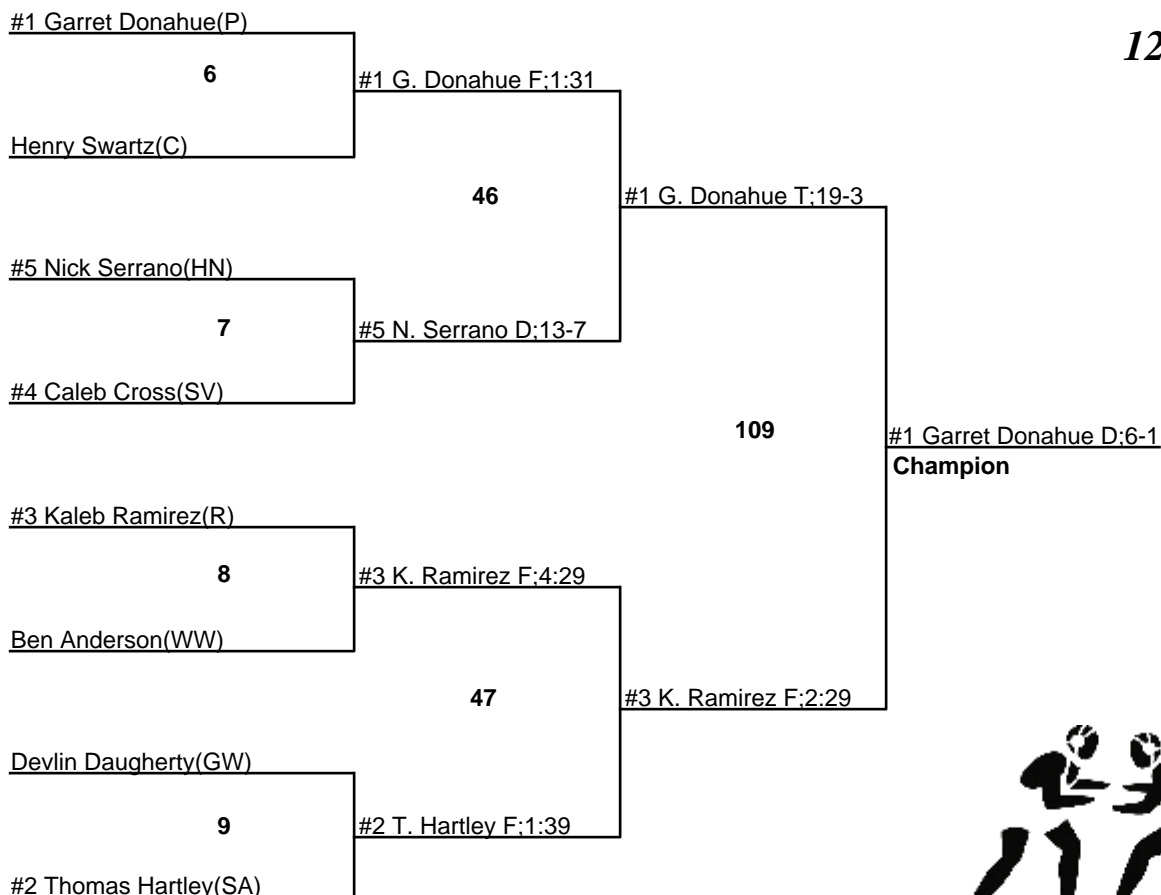 #1 Garret Donahue(P)
12
6
#1 G. Donahue F;1:31
Henry Swartz(C)
46
#1 G. Donahue T;19-3
#5 Nick Serrano(HN)
7
#5 N. Serrano D;13-7
#4 Caleb Cross(SV)
109
#1 Garret Donahue D;6-1
Champion
#3 Kaleb Ramirez(R)
8
#3 K. Ramirez F;4:29
Ben Anderson(WW)
47
#3 K. Ramirez F;2:29
Devlin Daugherty(GW)
9
#2 T. Hartley F;1:39
#2 Thomas Hartley(SA)